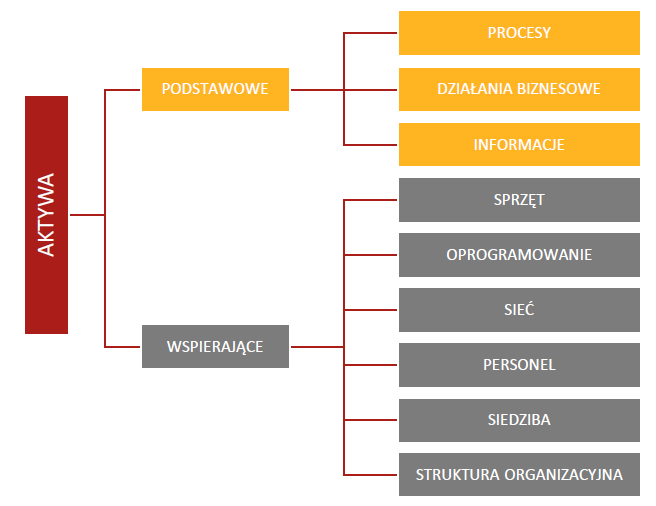 AKTYWA
PODSTAWOWE
PROCESY
DZIAŁANIA BIZNESOWE
INFORMACJE
WSPIERAJĄCE
SPRZĘT
OPROGRAMOWANIE
SIEĆ
PERSONEL
SIEDZIBA
STRUKTURA ORGANIZACYJNA